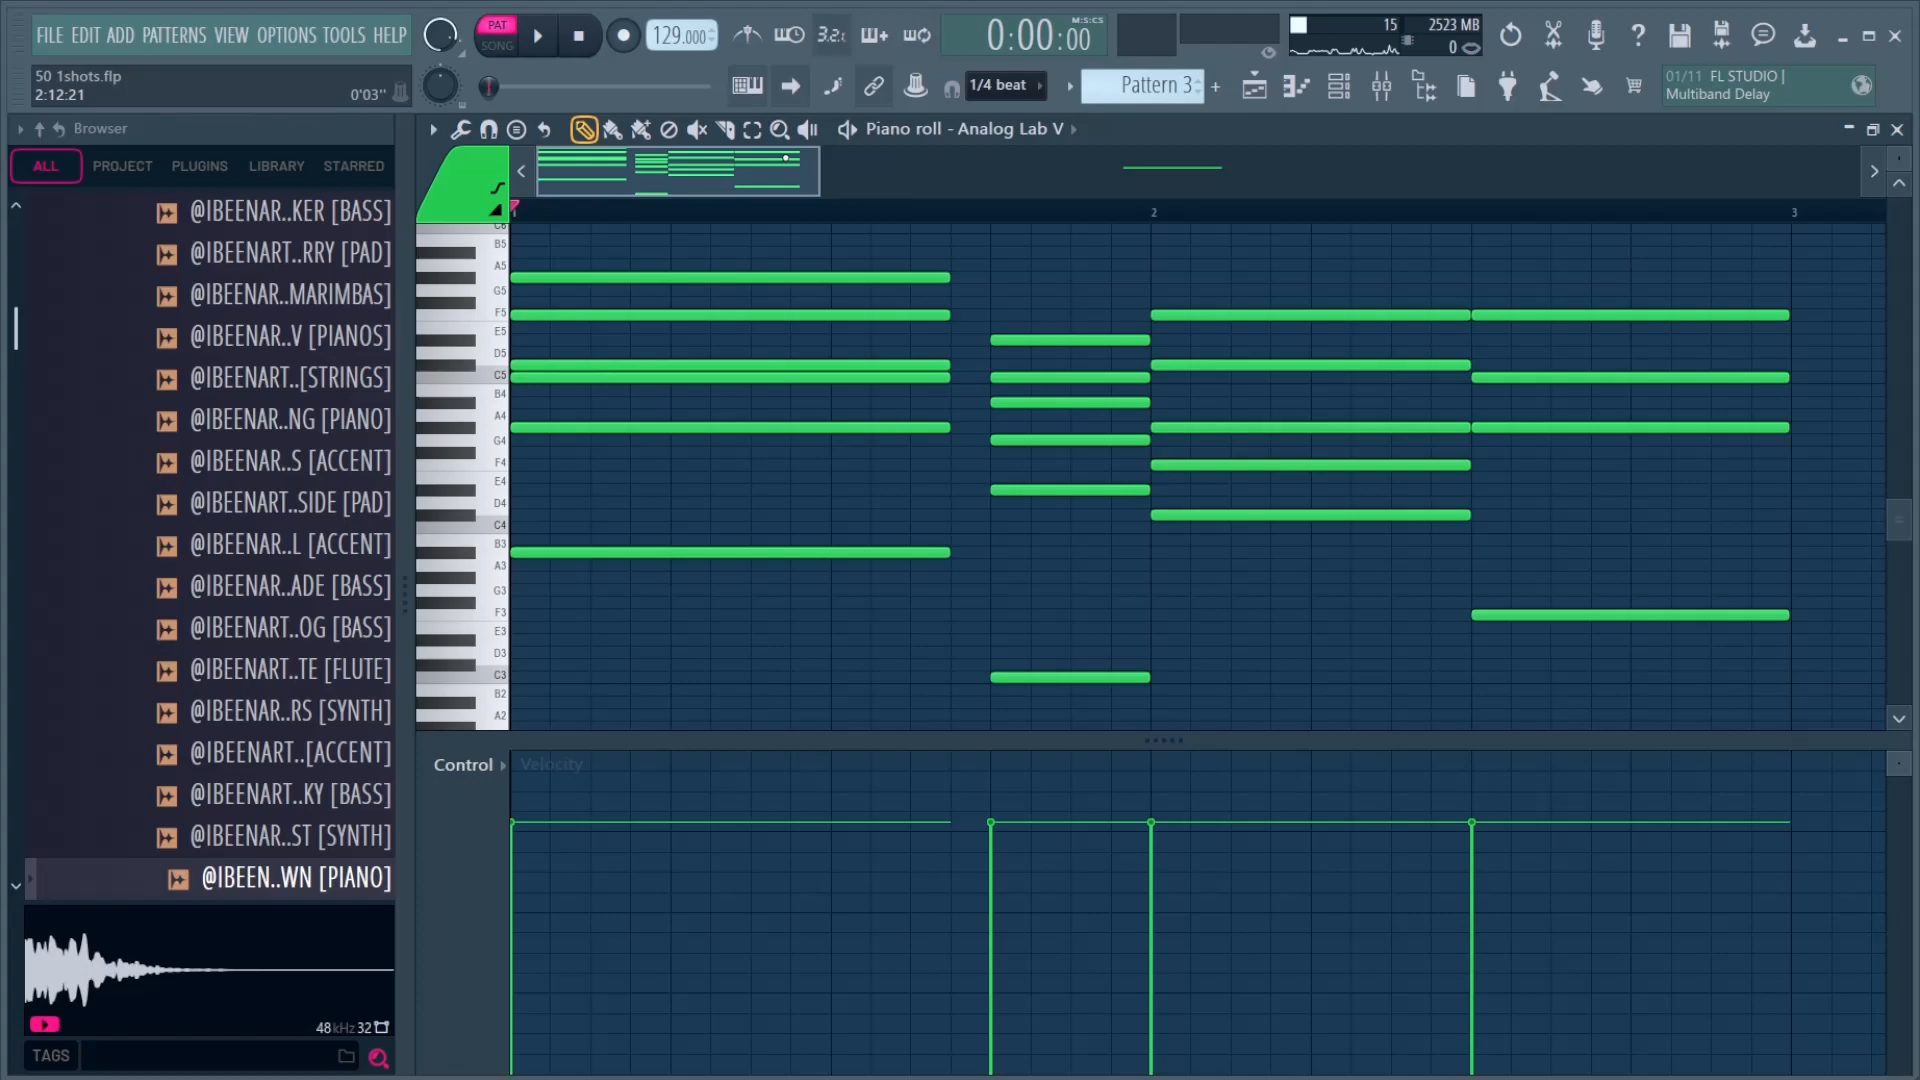 FILE EDIT ADD PATTERNS VIEW OPTIONS TOOLS HELP
PAT
SONG
129.000
3.2.
0:00:00
M:S:CS
15
2523 MB
0
50 1shots.flp
2:12:21
0'03"
1/4 beat
Pattern 3
+
01/11 FL STUDIO |
Multiband Delay
Browser
Piano roll - Analog Lab V
ALL
PROJECT
PLUGINS
LIBRARY
STARRED
1
2
3
@IBEENAR..KER [BASS]
@IBEENART..RRY [PAD]
@IBEENAR..MARIMBAS]
@IBEENAR..V [PIANOS]
@IBEENART..[STRINGS]
@IBEENAR..NG [PIANO]
@IBEENAR..S [ACCENT]
@IBEENART..SIDE [PAD]
@IBEENAR..L [ACCENT]
@IBEENAR..ADE [BASS]
@IBEENART..OG [BASS]
@IBEENART..TE [FLUTE]
@IBEENAR..RS [SYNTH]
@IBEENART..[ACCENT]
@IBEENART..KY [BASS]
@IBEENAR..ST [SYNTH]
@IBEEN..WN [PIANO]
C6
B5
A5
G5
F5
E5
D5
C5
B4
A4
G4
F4
E4
D4
C4
B3
A3
G3
F3
E3
D3
C3
B2
A2
Control
Velocity
48kHz 32
TAGS